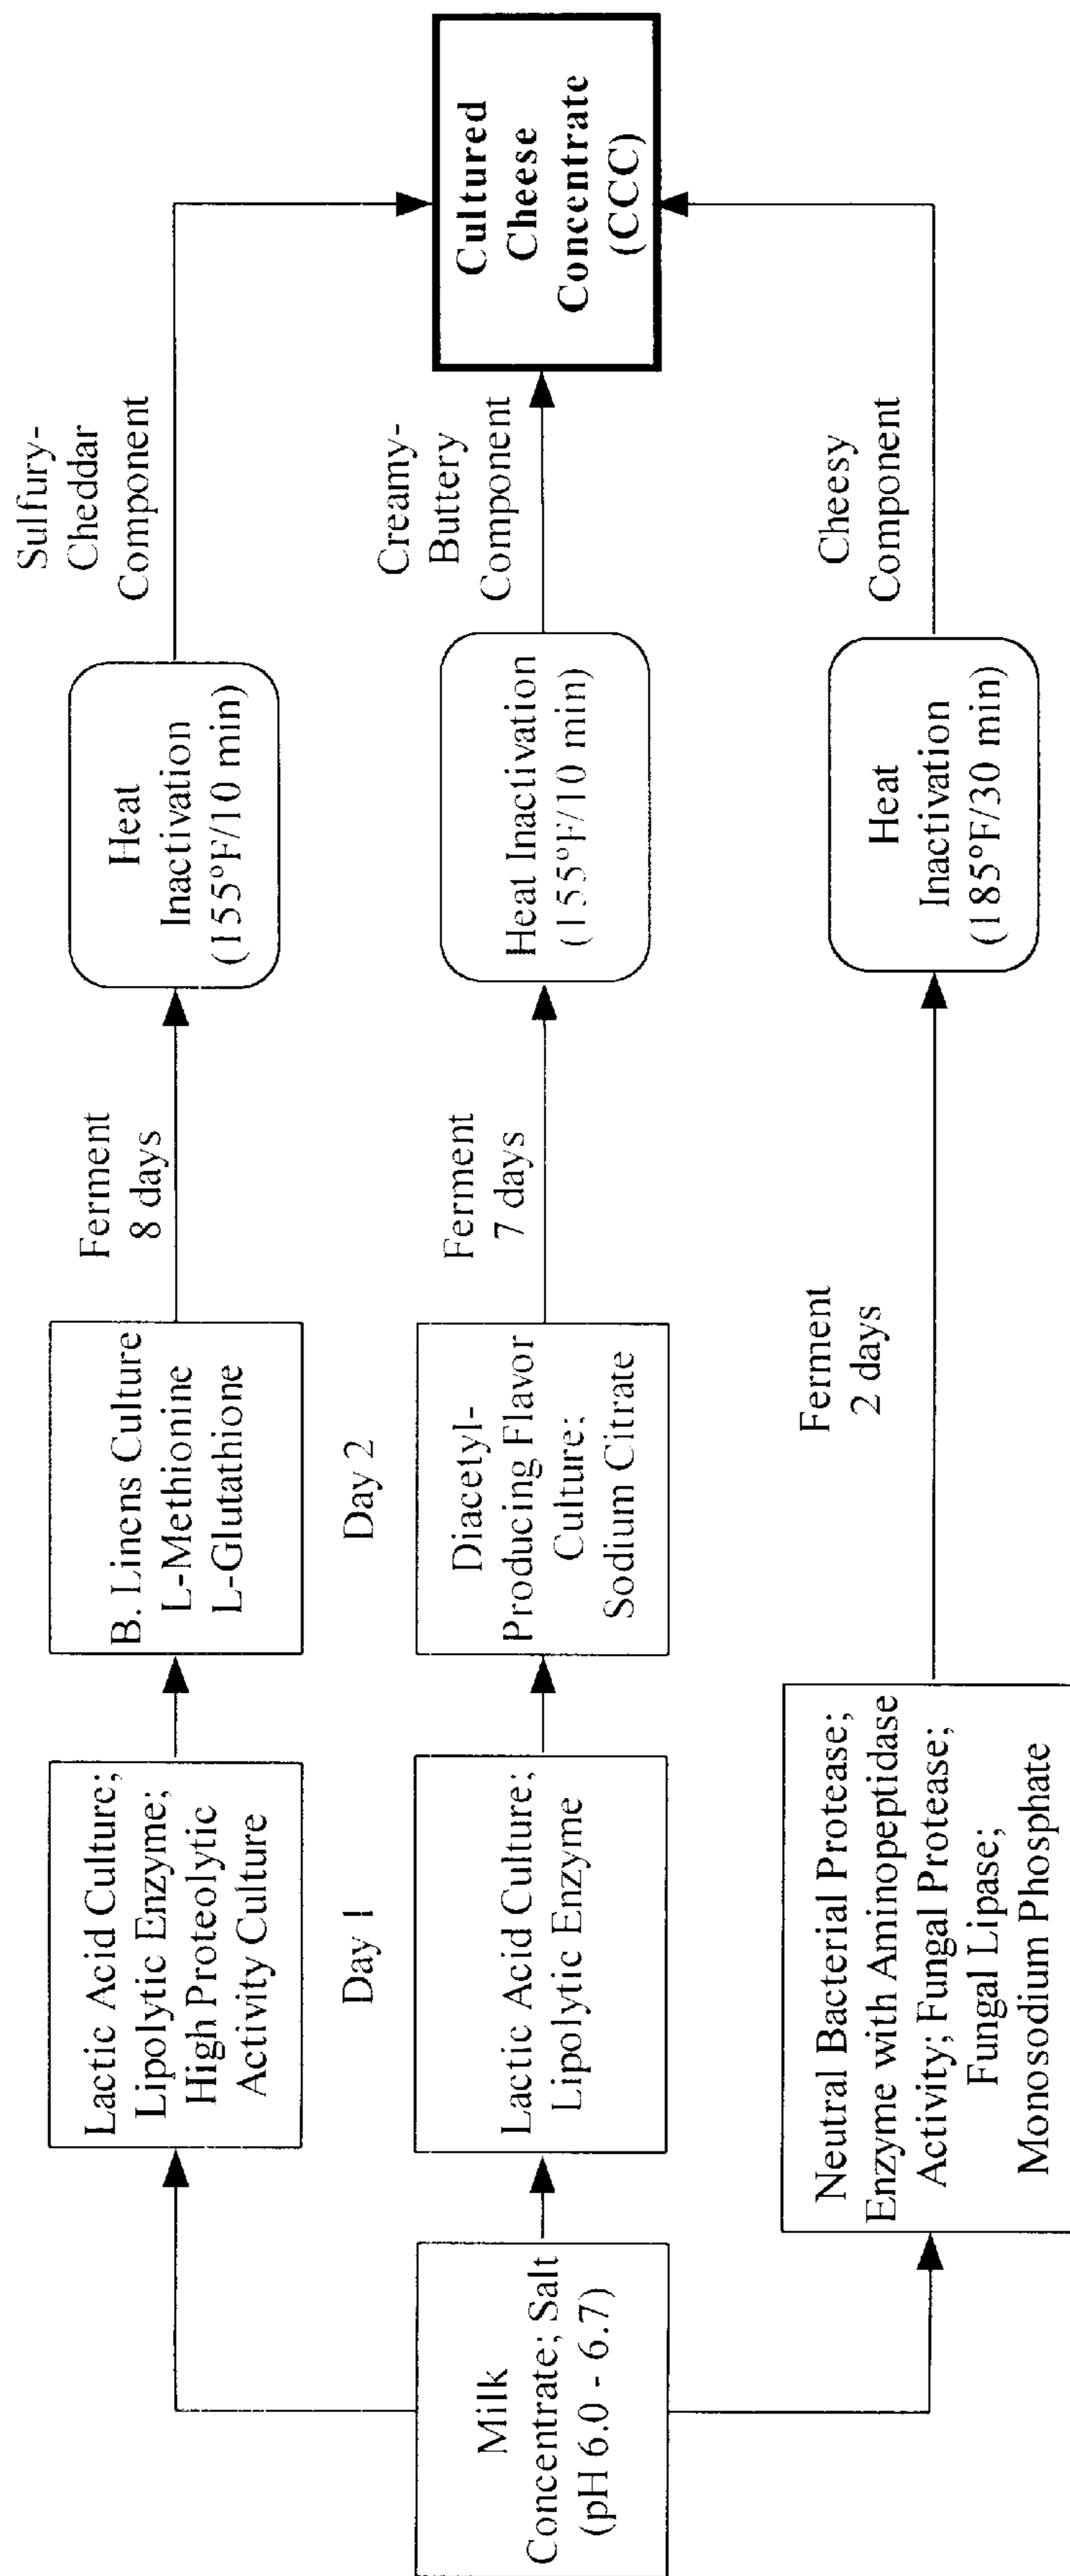 Milk
Concentrate; Salt
(pH 6.0 - 6.7)
Lactic Acid Culture;
Lipolytic Enzyme;
High Proteolytic
Activity Culture
Day 1
Lactic Acid Culture;
Lipolytic Enzyme
Neutral Bacterial Protease;
Enzyme with Aminopeptidase
Activity; Fungal Protease;
Fungal Lipase;
Monosodium Phosphate
B. Linens Culture
L-Methionine
L-Glutathione
Day 2
Diacetyl-
Producing Flavor
Culture;
Sodium Citrate
Ferment
8 days
Ferment
7 days
Ferment
2 days
Heat
Inactivation
(155°F/10 min)
Heat Inactivation
(155°F/10 min)
Heat
Inactivation
(185°F/30 min)
Sulfury-
Cheddar
Component
Creamy-
Buttery
Component
Cheesy
Component
Cultured
Cheese
Concentrate
(CCC)